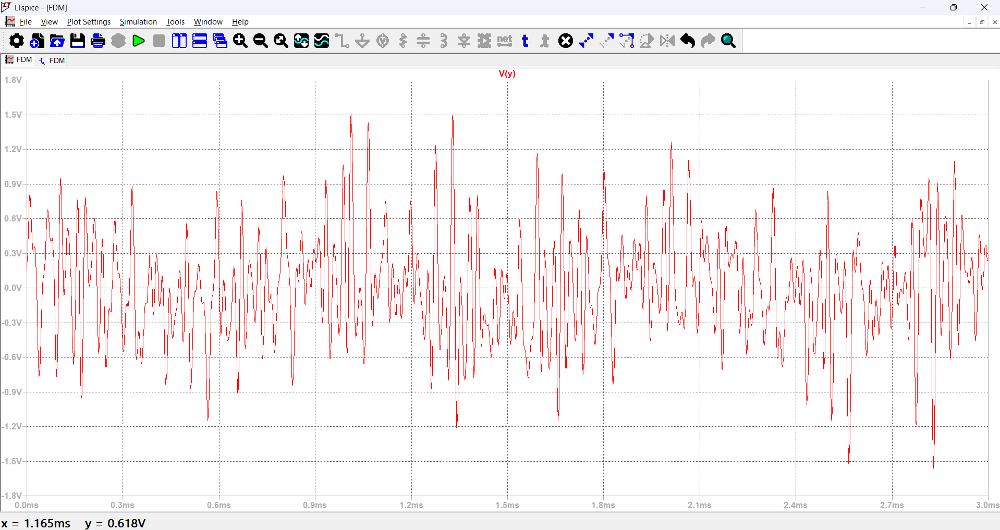 LTspice - [FDM]
File View Plot Settings Simulation Tools Window Help
net t .t
FDM FDM
V(y)
1.8V
1.5V
1.2V
0.9V
0.6V
0.3V
0.0V
-0.3V
-0.6V
-0.9V
-1.2V
-1.5V
-1.8V
0.0ms 0.3ms 0.6ms 0.9ms 1.2ms 1.5ms 1.8ms 2.1ms 2.4ms 2.7ms 3.0ms
x = 1.165ms y = 0.618V